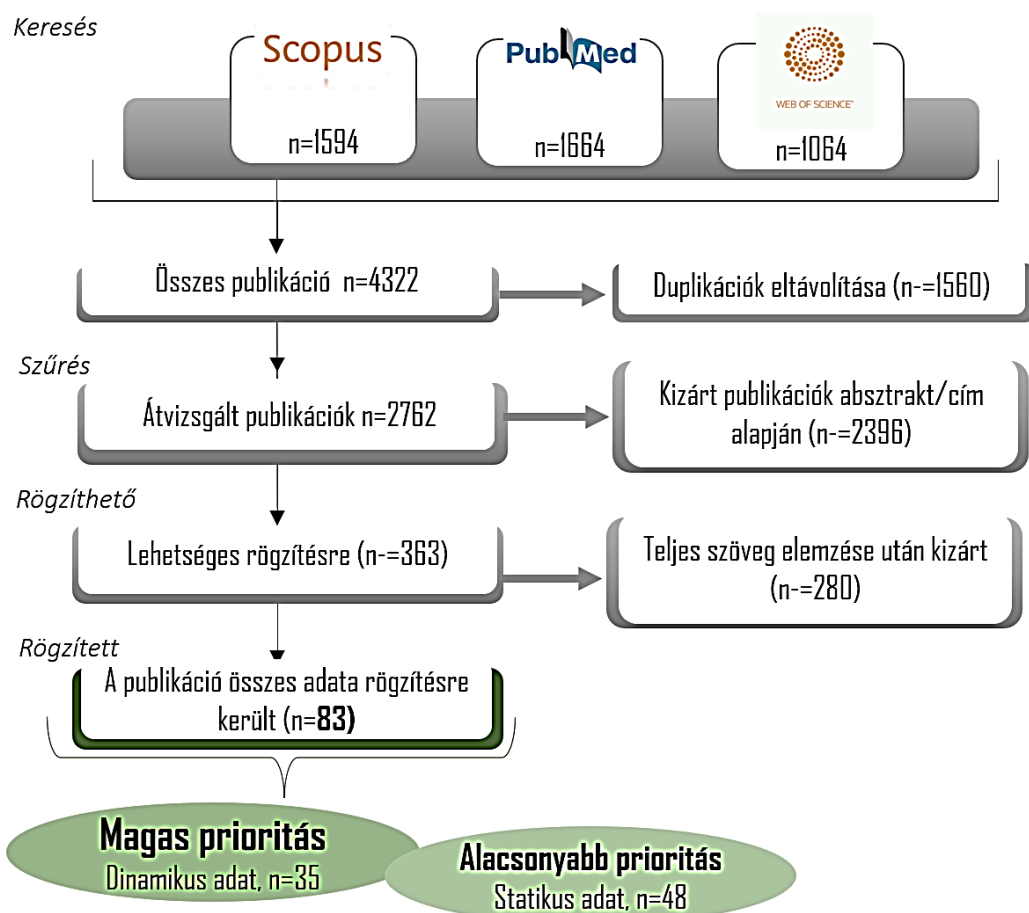 Keresés
Scopus
PubMed
WEB OF SCIENCE™
n=1594
n=1664
n=1064
Összes publikáció n=4322
Duplikációk eltávolítása (n-=1560)
Szűrés
Átvizsgált publikációk n=2762
Kizárt publikációk absztrakt/cím
alapján (n-=2396)
Rögzíthető
Lehetséges rögzítésre (n-=363)
Teljes szöveg elemzése után kizárt
(n-=280)
Rögzített
A publikáció összes adata rögzítésre
került (n=83)
Magas prioritás
Dinamikus adat, n=35
Alacsonyabb prioritás
Statikus adat, n=48